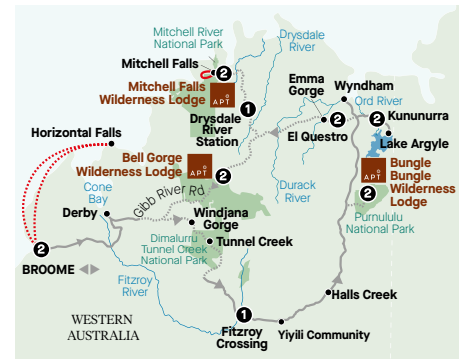 Mitchell River
National Park
Drysdale
River
Mitchell Falls
2
Mitchell Falls
Wilderness Lodge
APT
1
Drysdale
River
Station
Emma
Gorge
Wyndham
Ord River
2
2
Kununurra
El Questro
Lake Argyle
Horizontal Falls
Bell Gorge
Wilderness Lodge
APT
2
APT
Bungle
Bungle
Wilderness
Lodge
2
Purnululu
National Park
Cone
Bay
Gibb River Rd
Durack
River
Derby
Windjana
Gorge
Dimalurru
Tunnel Creek
National Park
Tunnel Creek
2
BROOME
Fitzroy
River
Halls Creek
1
Fitzroy
Crossing
Yiyili Community
WESTERN
AUSTRALIA